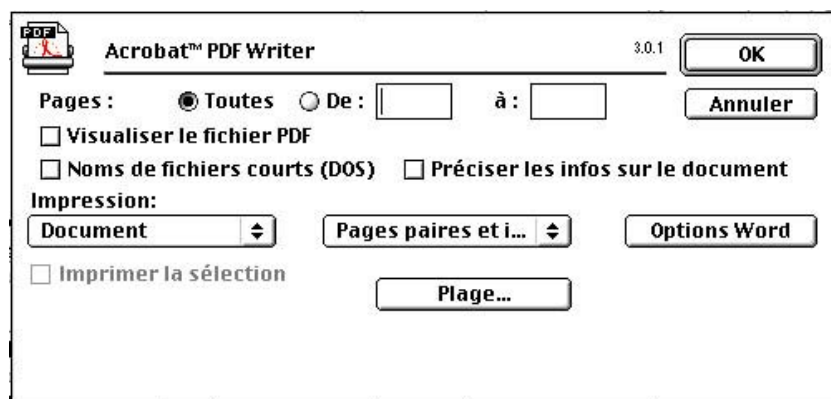 PDF
Acrobat™ PDF Writer 3.0.1 OK
Pages : Toutes De : à : Annuler
Visualiser le fichier PDF
Noms de fichiers courts (DOS) Préciser les infos sur le document
Impression:
Document Pages paires et i... Options Word
Imprimer la sélection
Plage...